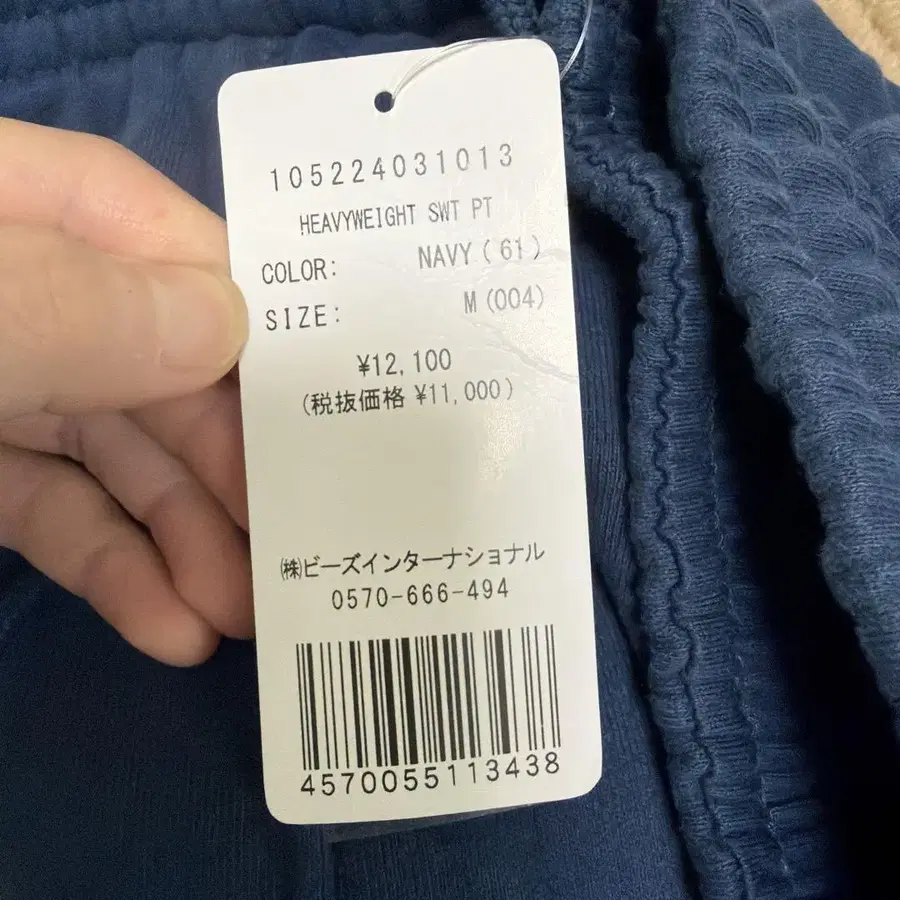 105224031013
HEAVYWEIGHT SWT PT
COLOR: NAVY(61)
SIZE: M(004)
¥12,100
(税抜価格 ¥11,000)
㈱ビーズインターナショナル
0570-666-494
4570055113438